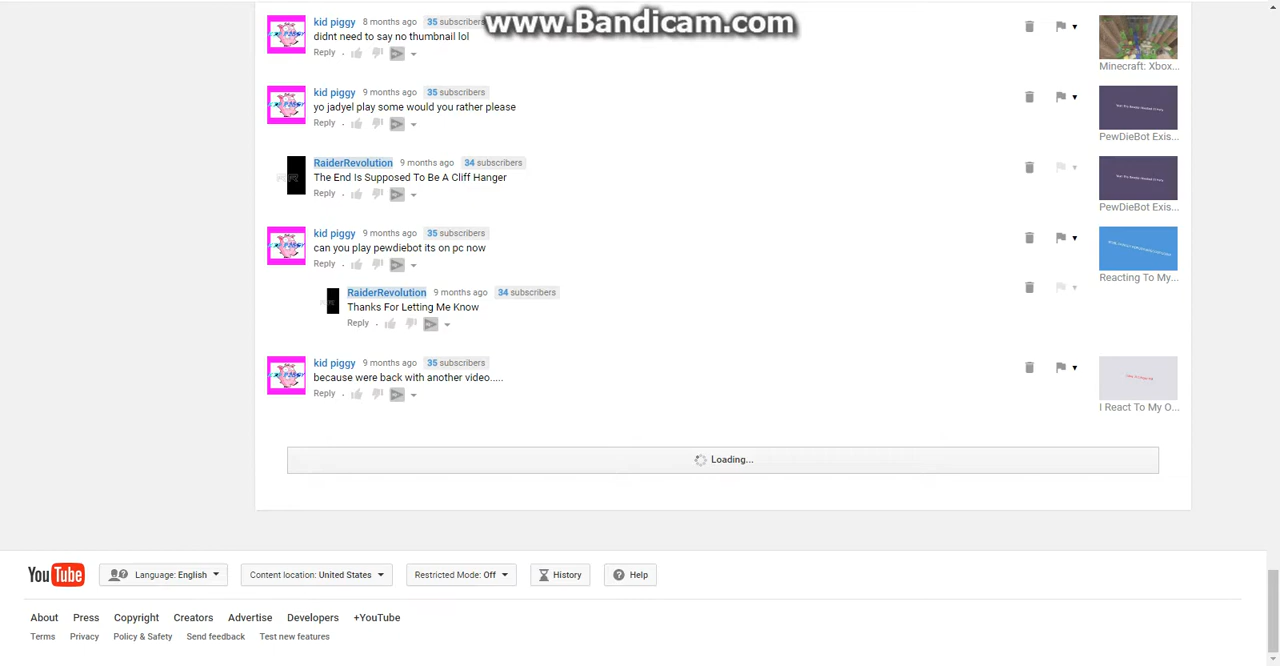 www.Bandicam.com
kid piggy 8 months ago 35 subscribers
didnt need to say no thumbnail lol
Reply
Minecraft: Xbox...
kid piggy 9 months ago 35 subscribers
yo jadyel play some would you rather please
Reply
PewDieBot Exis...
RaiderRevolution 9 months ago 34 subscribers
The End Is Supposed To Be A Cliff Hanger
Reply
PewDieBot Exis...
kid piggy 9 months ago 35 subscribers
can you play pewdiebot its on pc now
Reply
Reacting To My...
RaiderRevolution 9 months ago 34 subscribers
Thanks For Letting Me Know
Reply
kid piggy 9 months ago 35 subscribers
because were back with another video.....
Reply
I React To My O...
Loading...
YouTube Language: English Content location: United States Restricted Mode: Off History Help
About Press Copyright Creators Advertise Developers +YouTube
Terms Privacy Policy & Safety Send feedback Test new features